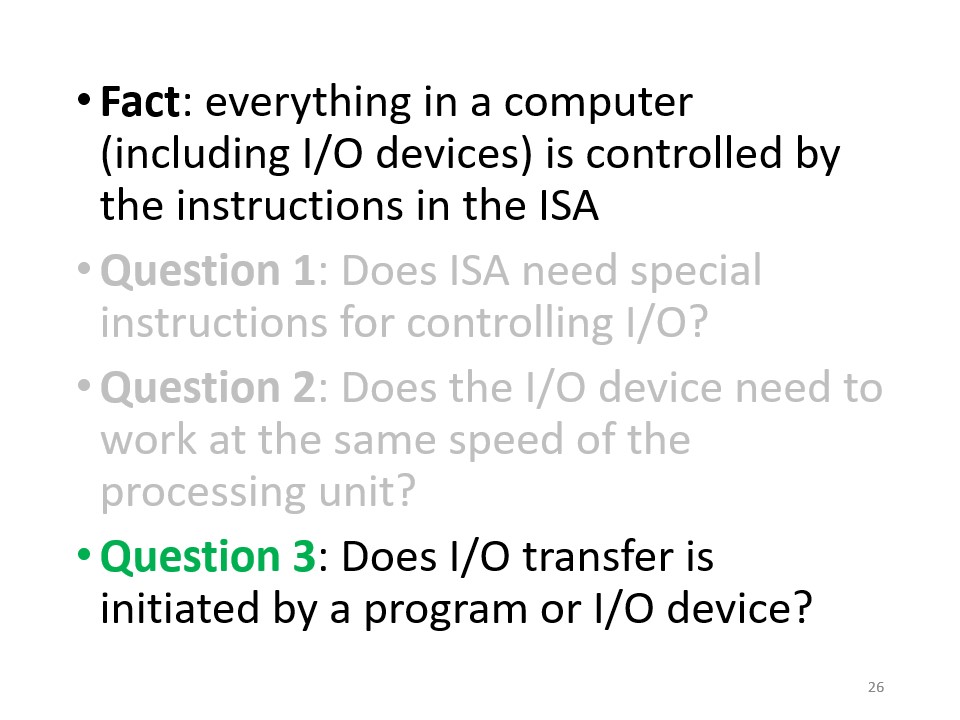 • Fact: everything in a computer
(including I/O devices) is controlled by
the instructions in the ISA
• Question 1: Does ISA need special
instructions for controlling I/O?
• Question 2: Does the I/O device need to
work at the same speed of the
processing unit?
• Question 3: Does I/O transfer is
initiated by a program or I/O device?
26